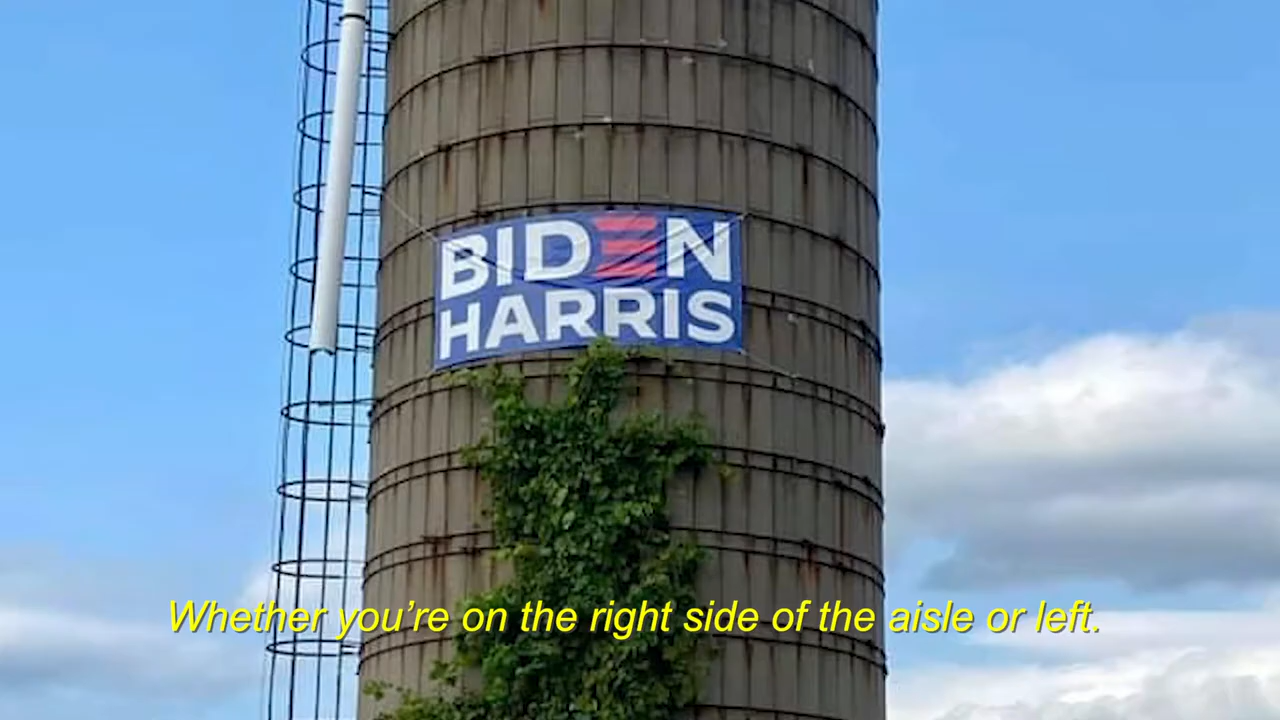 BIDEN
HARRIS
Whether you’re on the right side of the aisle or left.